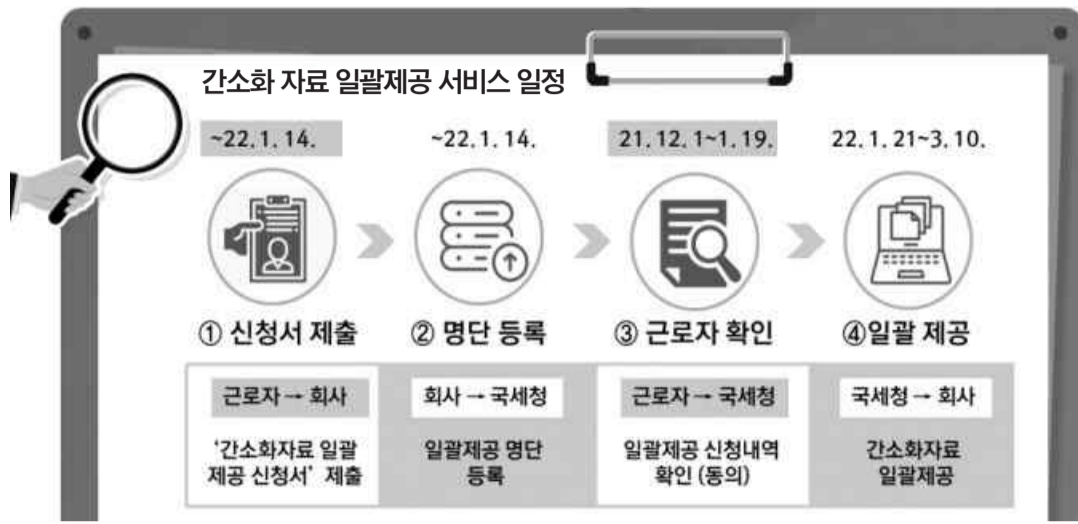 간소화 자료 일괄제공 서비스 일정
~22. 1. 14.
~22. 1. 14.
21. 12. 1~1. 19.
22. 1. 21~3. 10.
① 신청서 제출
② 명단 등록
③ 근로자 확인
④일괄 제공
근로자 → 회사
회사 → 국세청
근로자 → 국세청
국세청 → 회사
‘간소화자료 일괄
제공 신청서’ 제출
일괄제공 명단
등록
일괄제공 신청내역
확인 (동의)
간소화자료
일괄제공